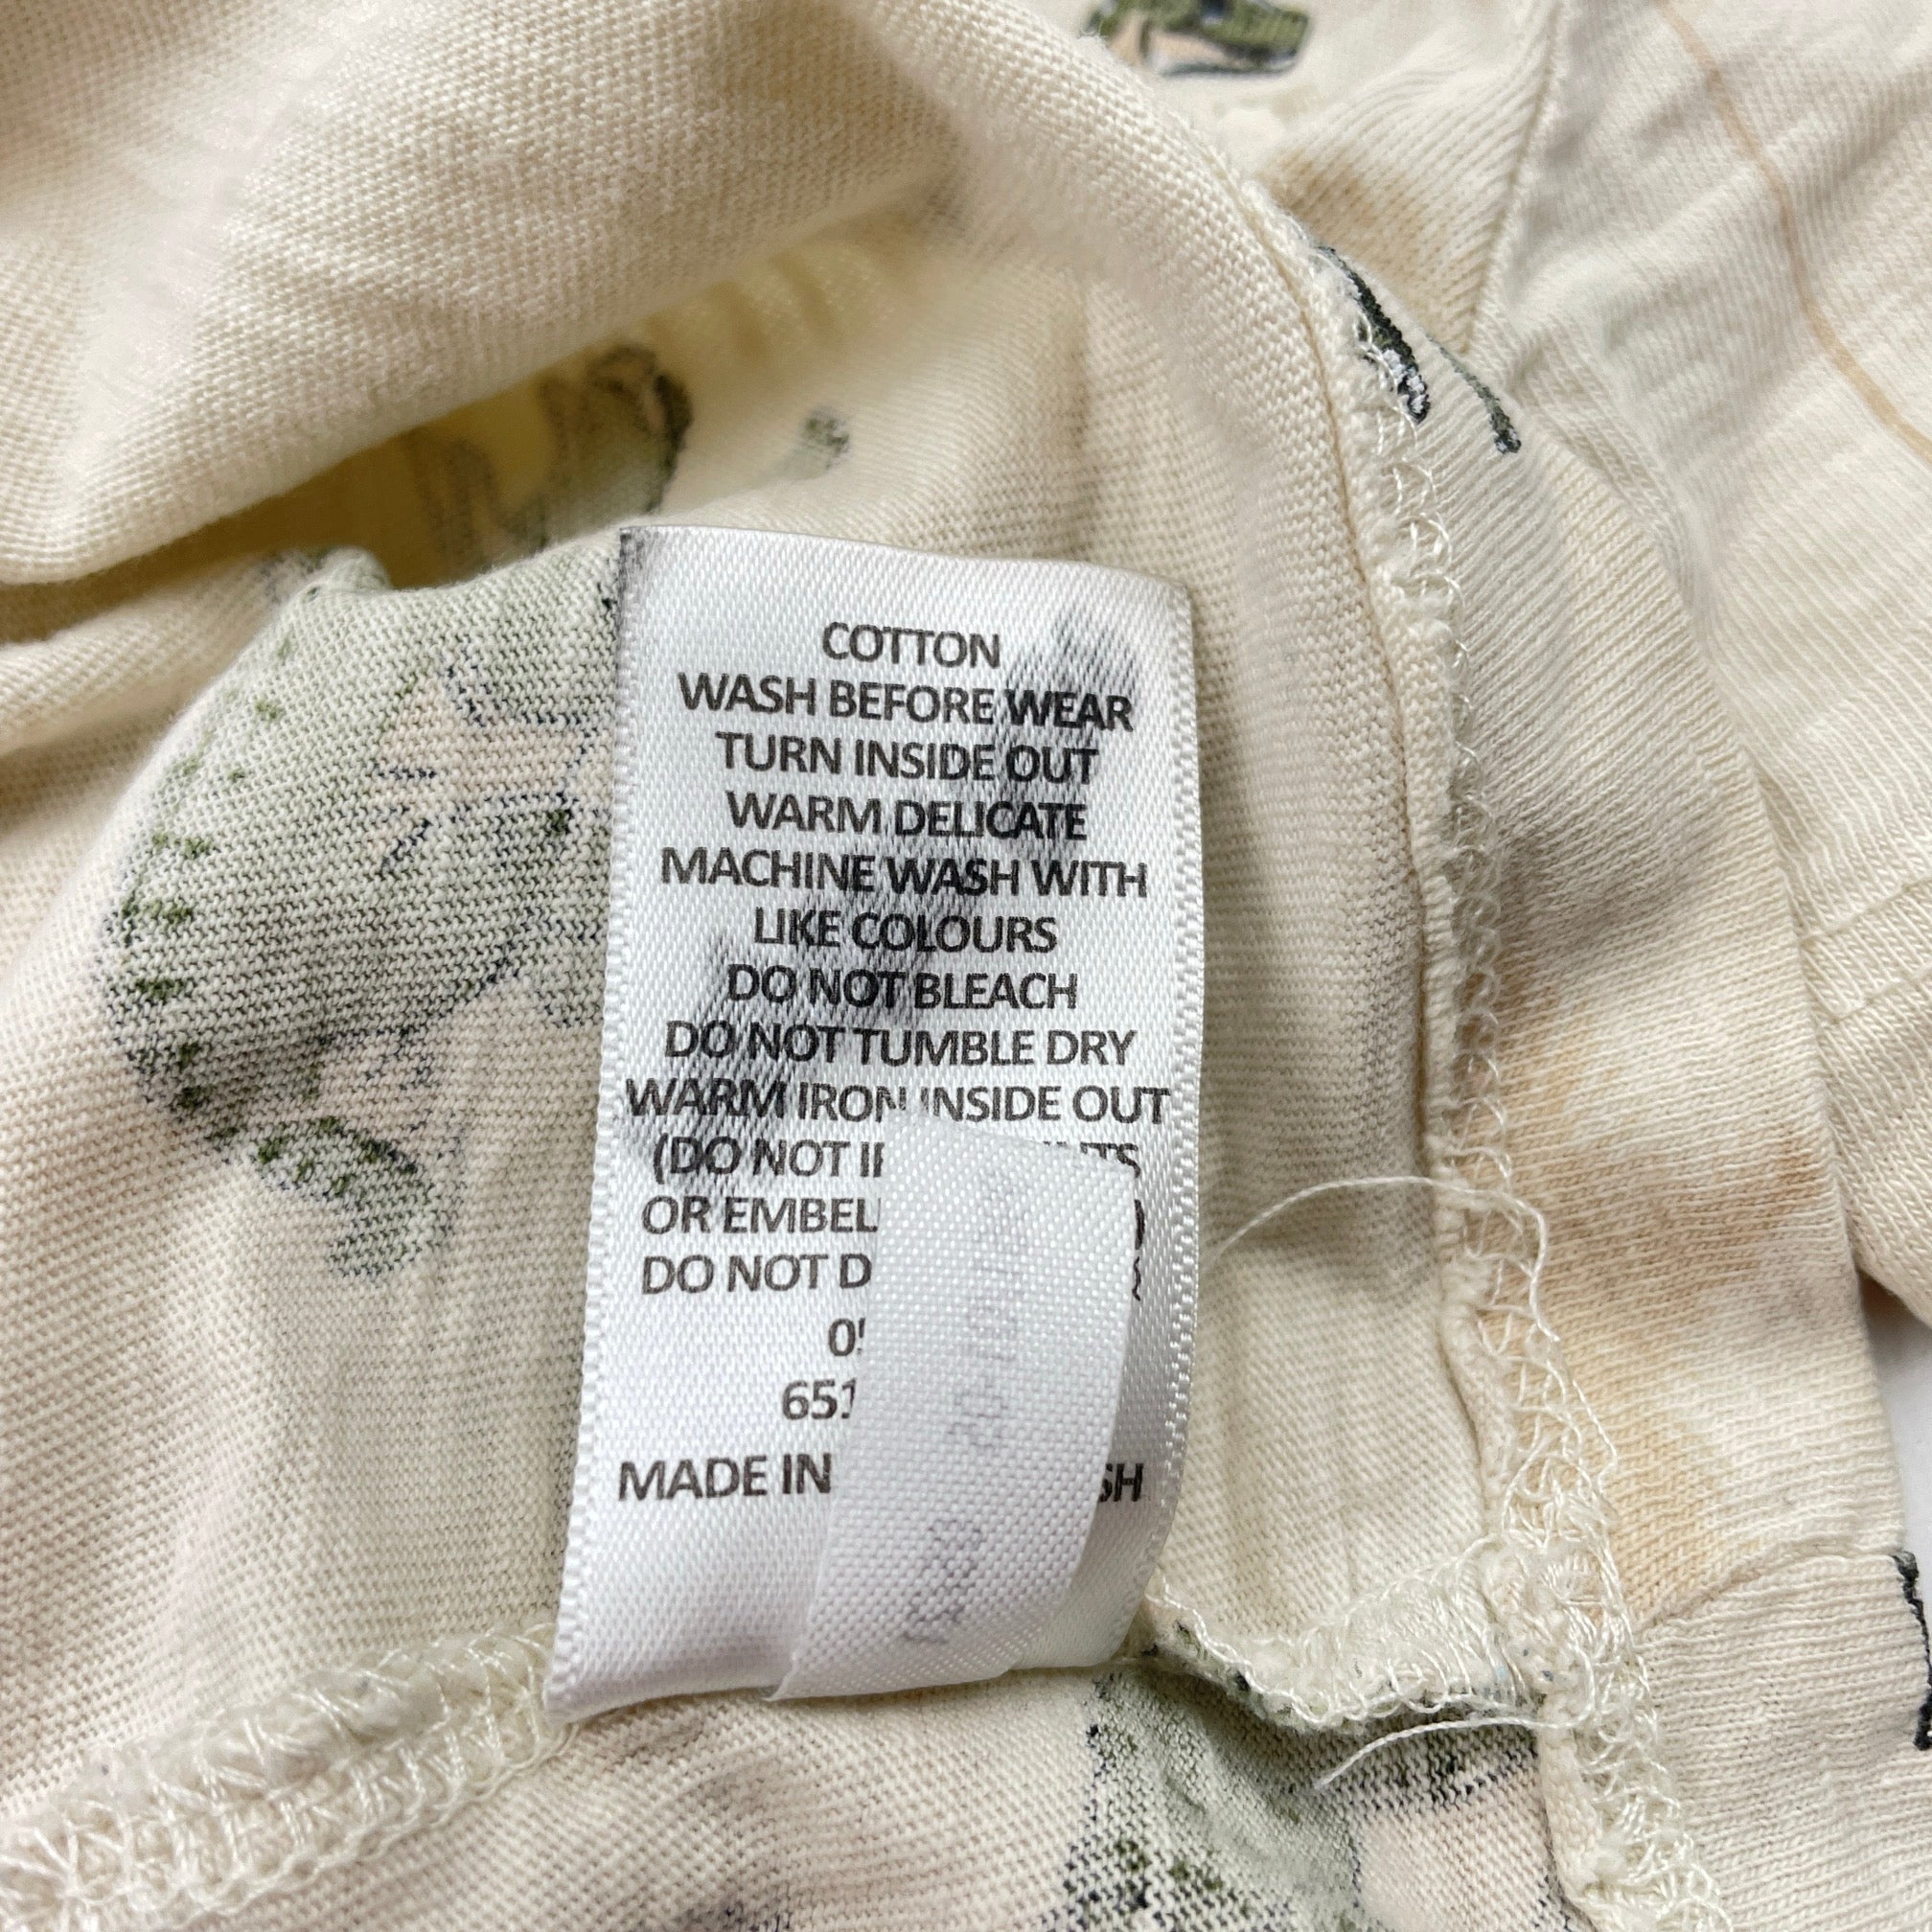 COTTON
WASH BEFORE WEAR
TURN INSIDE OUT
WARM DELICATE
MACHINE WASH WITH
LIKE COLOURS
DO NOT BLEACH
DO NOT TUMBLE DRY
WARM IRON INSIDE OUT
(DO NOT
OR
DO NOT
MADE IN